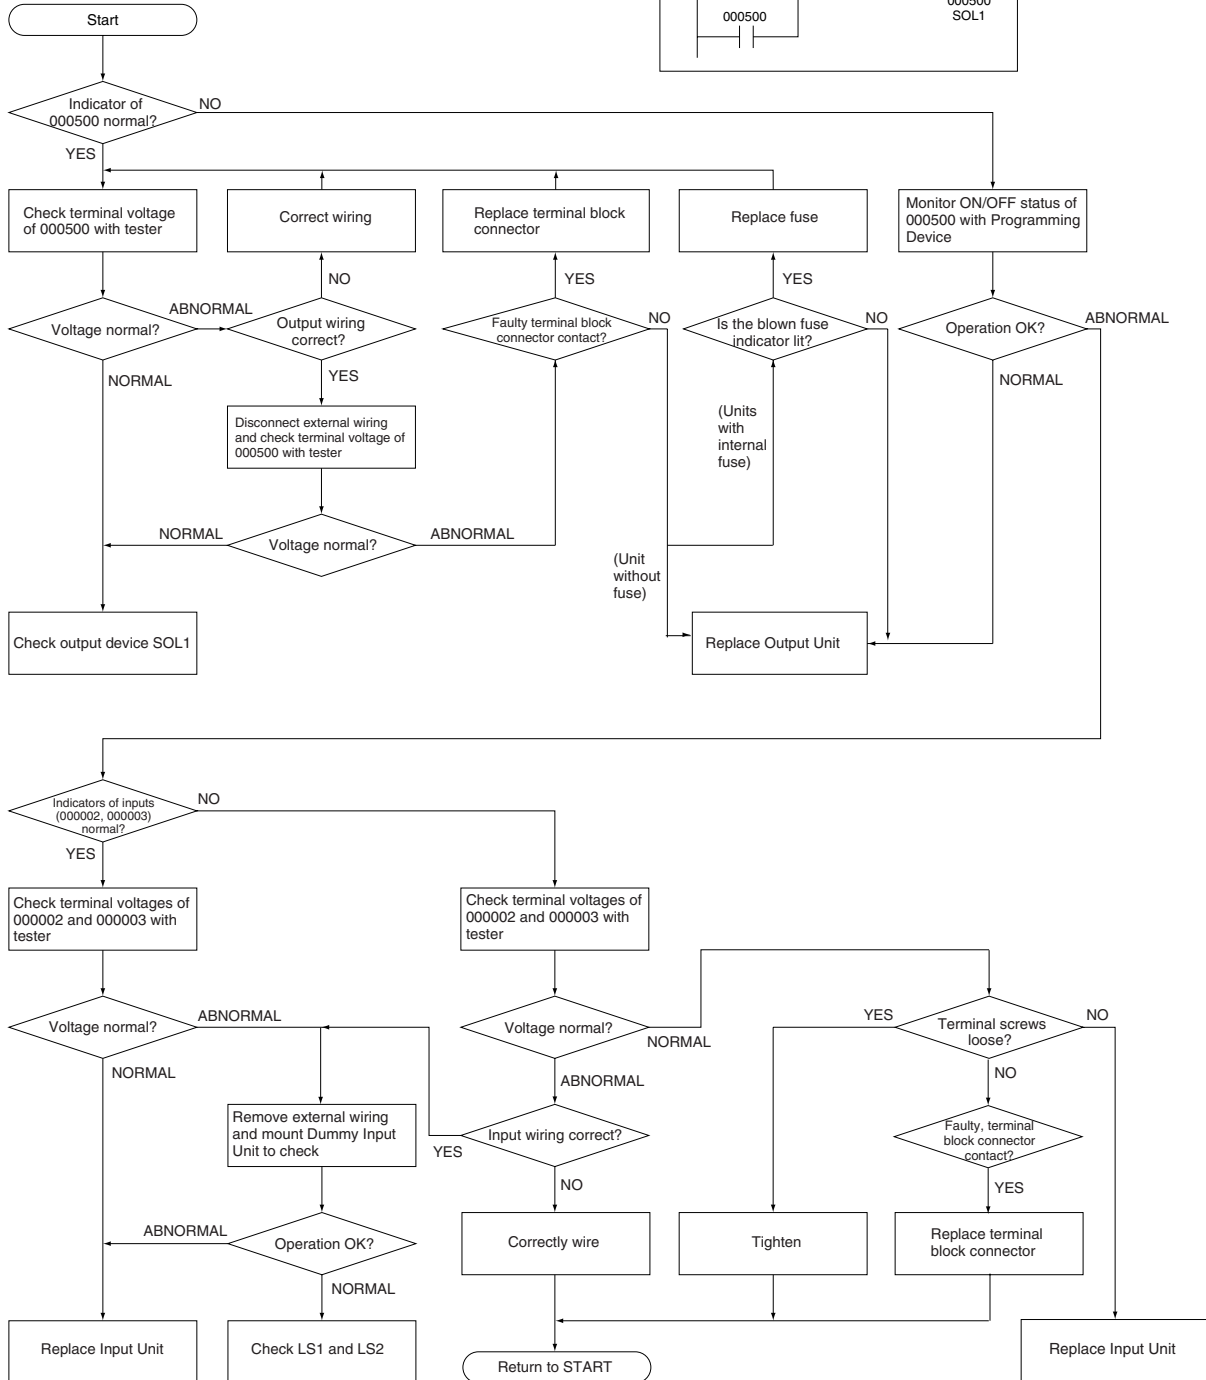 000500
SOL1
000500
Start
Indicator of
000500 normal?
NO
YES
Check terminal voltage
of 000500 with tester
Correct wiring
Replace terminal block
connector
Replace fuse
Monitor ON/OFF status of
000500 with Programming
Device
NO
YES
YES
Voltage normal?
ABNORMAL
Output wiring
correct?
Faulty terminal block
connector contact?
NO
Is the blown fuse
indicator lit?
NO
Operation OK?
ABNORMAL
NORMAL
YES
NORMAL
Disconnect external wiring
and check terminal voltage of
000500 with tester
(Units
with
internal
fuse)
NORMAL
Voltage normal?
ABNORMAL
(Unit
without
fuse)
Check output device SOL1
Replace Output Unit
Indicators of inputs
(000002, 000003)
normal?
NO
YES
Check terminal voltages of
000002 and 000003 with
tester
Check terminal voltages of
000002 and 000003 with
tester
Voltage normal?
ABNORMAL
NORMAL
Voltage normal?
NORMAL
ABNORMAL
YES
Terminal screws
loose?
NO
NO
Remove external wiring
and mount Dummy Input
Unit to check
YES
Input wiring correct?
NO
Faulty, terminal
block connector
contact?
YES
ABNORMAL
Operation OK?
NORMAL
Correctly wire
Tighten
Replace terminal
block connector
Replace Input Unit
Check LS1 and LS2
Return to START
Replace Input Unit